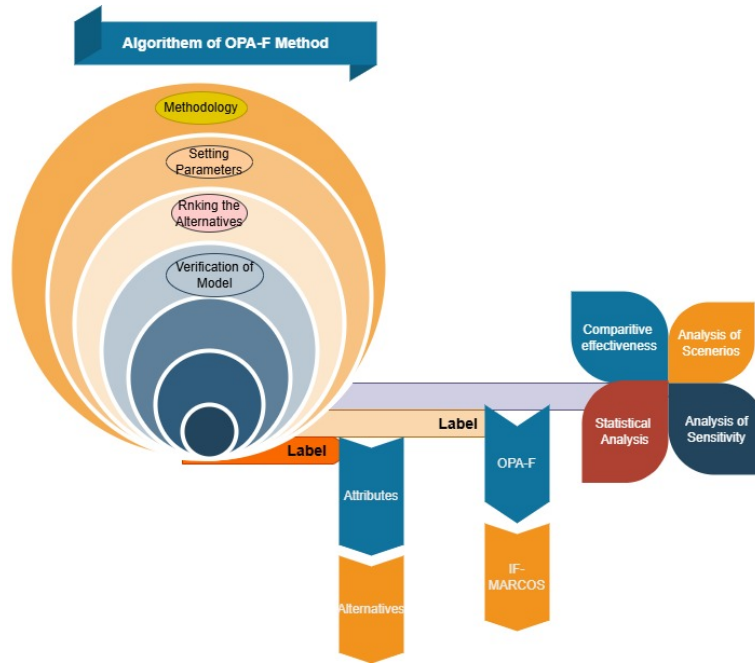 Algorithem of OPA-F Method
Methodology
Setting
Parameters
Rnking the
Alternatives
Verification of
Model
Comparitive
effectiveness
Analysis of
Scenerios
Statistical
Analysis
Analysis of
Sensitivity
Label
Label
OPA-F
Attributes
IF-
MARCOS
Alternatives